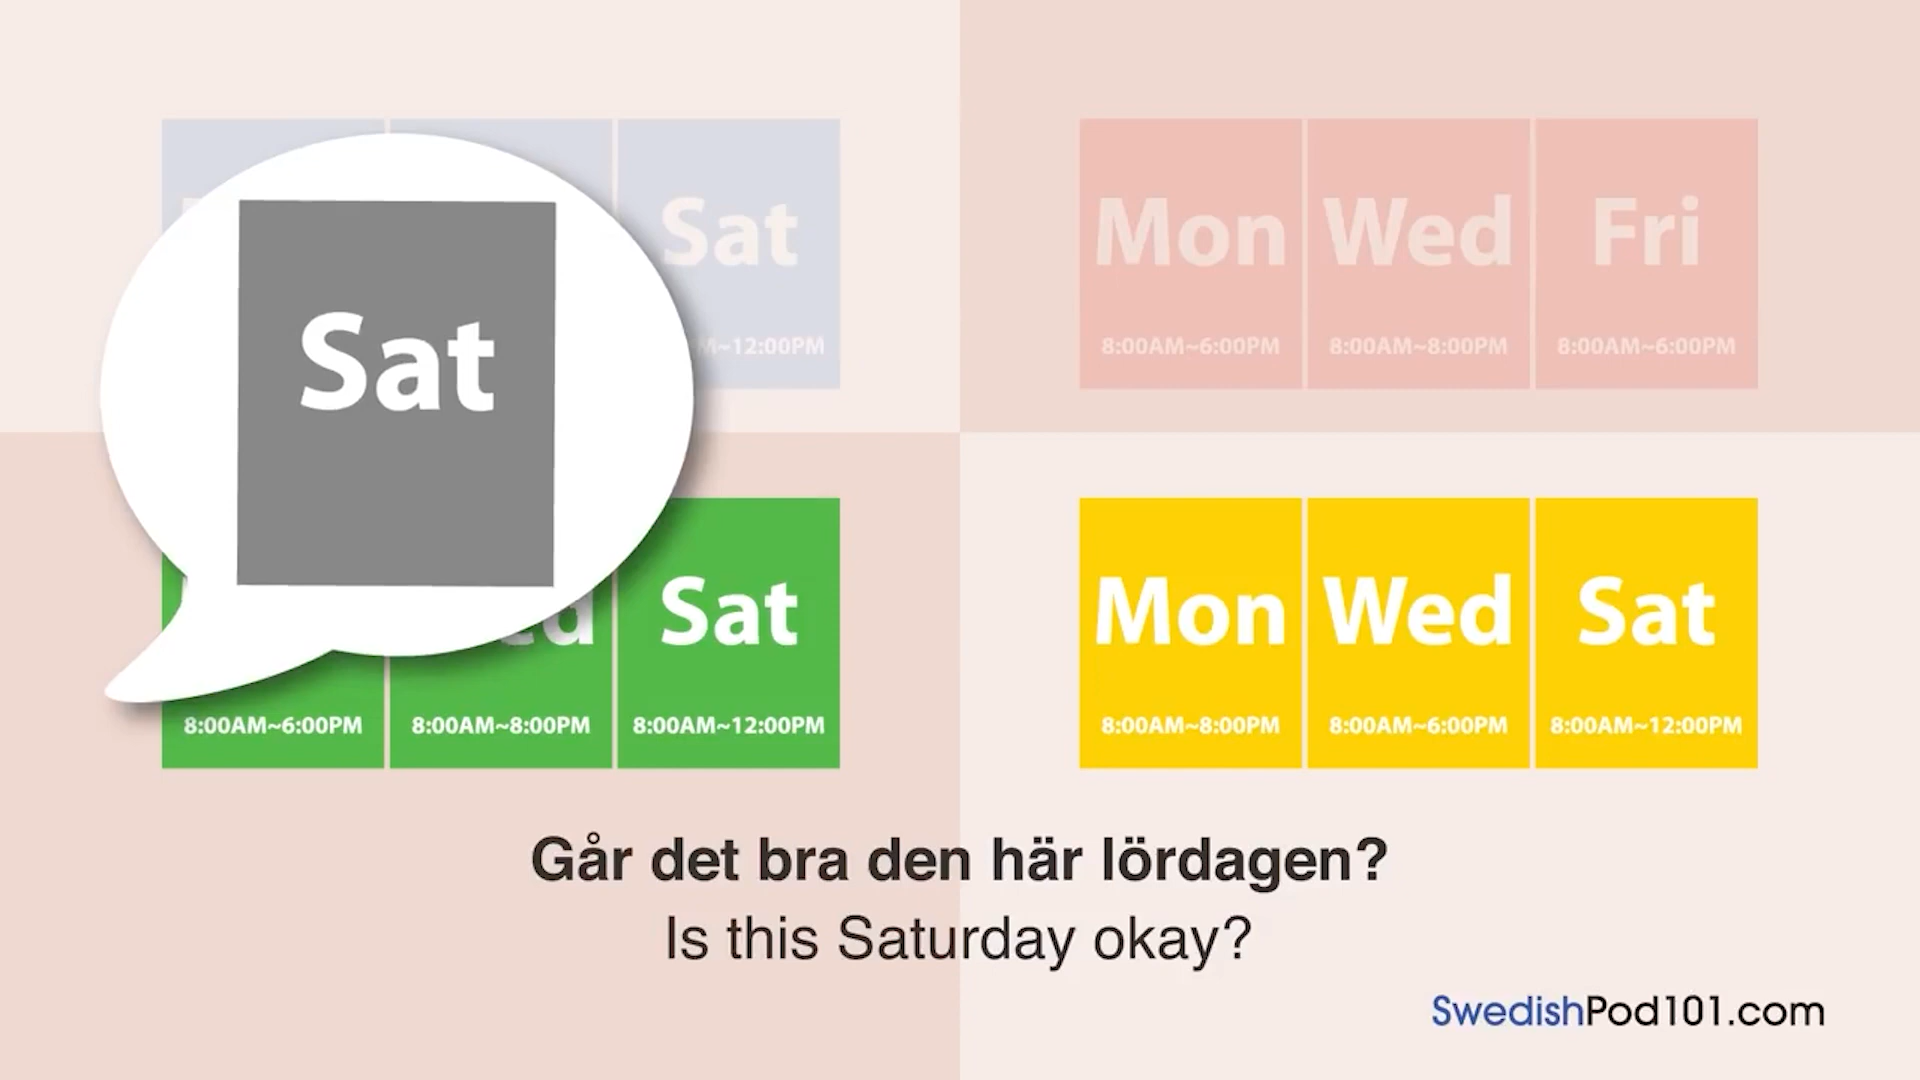 Sat
Sat
M~12:00PM
Mon Wed Fri
8:00AM~6:00PM 8:00AM~8:00PM 8:00AM~6:00PM
Sat
8:00AM~6:00PM 8:00AM~8:00PM 8:00AM~12:00PM
Mon Wed Sat
8:00AM~8:00PM 8:00AM~6:00PM 8:00AM~12:00PM
Går det bra den här lördagen?
Is this Saturday okay?
SwedishPod101.com